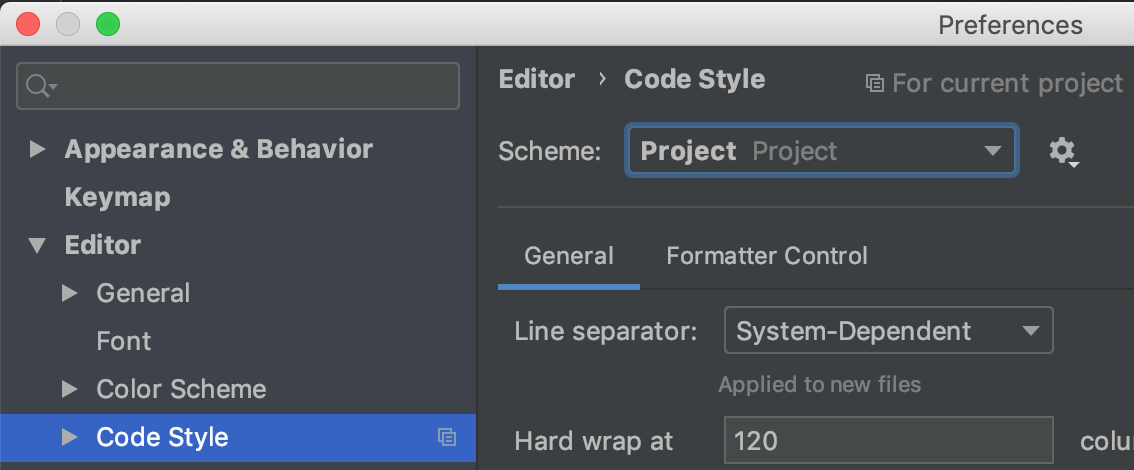 Preferences
Appearance & Behavior
Keymap
Editor
General
Font
Color Scheme
Code Style
Editor › Code Style
For current project
Scheme: Project Project
General Formatter Control
Line separator: System-Dependent
Applied to new files
Hard wrap at 120